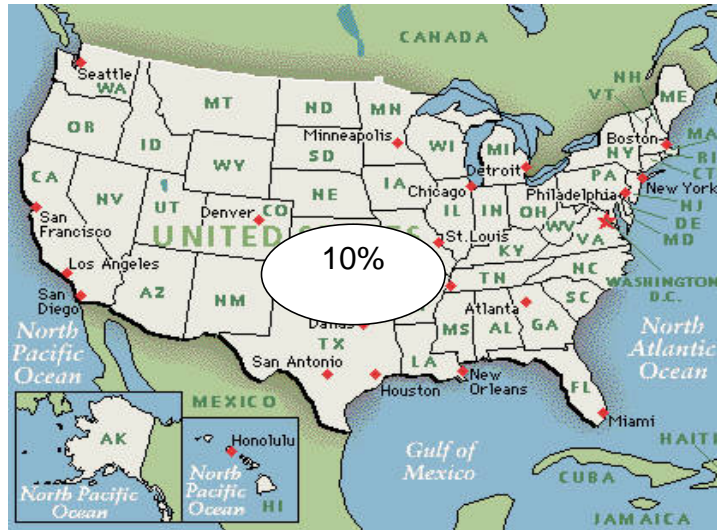 CANADA
Seattle
WA
MT
ND
MN
OR
ID
Minneapolis
SD
WY
WI
MI
NH
VT
ME
MA
Boston
NY
RI
CT
CA
NV
UT
Denver
CO
NE
IA
Chicago
Detroit
PA
New York
Philadelphia
NJ
DE
MD
IL
IN
OH
WV
VA
San
Francisco
UNITED
St. Louis
KY
WASHINGTON
D.C.
10%
Los Angeles
San
Diego
AZ
NM
TN
NC
SC
Atlanta
MS
AL
GA
TX
San Antonio
LA
Houston
New
Orleans
FL
Miami
North
Pacific
Ocean
North
Atlantic
Ocean
MEXICO
Gulf of
Mexico
CUBA
HAITI
JAMAICA
AK
North Pacific
Ocean
Honolulu
North
Pacific
Ocean
HI